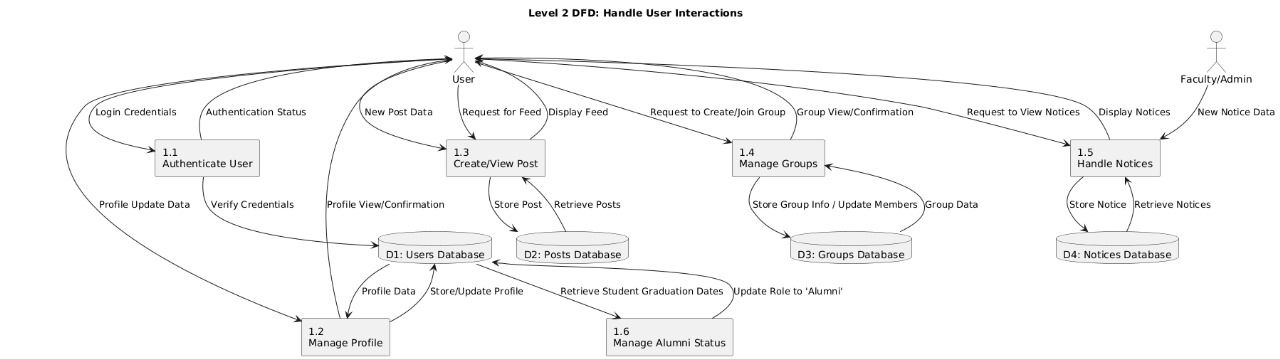 Level 2 DFD: Handle User Interactions
User
Faculty/Admin
Login Credentials
Authentication Status
New Post Data
Request for Feed
Display Feed
Request to Create/Join Group
Group View/Confirmation
Request to View Notices
Display Notices
New Notice Data
1.1
Authenticate User
1.3
Create/View Post
1.4
Manage Groups
1.5
Handle Notices
Profile Update Data
Verify Credentials
Profile View/Confirmation
Store Post
Retrieve Posts
Store Group Info / Update Members
Group Data
Store Notice
Retrieve Notices
D1: Users Database
D2: Posts Database
D3: Groups Database
D4: Notices Database
Profile Data
Store/Update Profile
Retrieve Student Graduation Dates
Update Role to 'Alumni'
1.2
Manage Profile
1.6
Manage Alumni Status